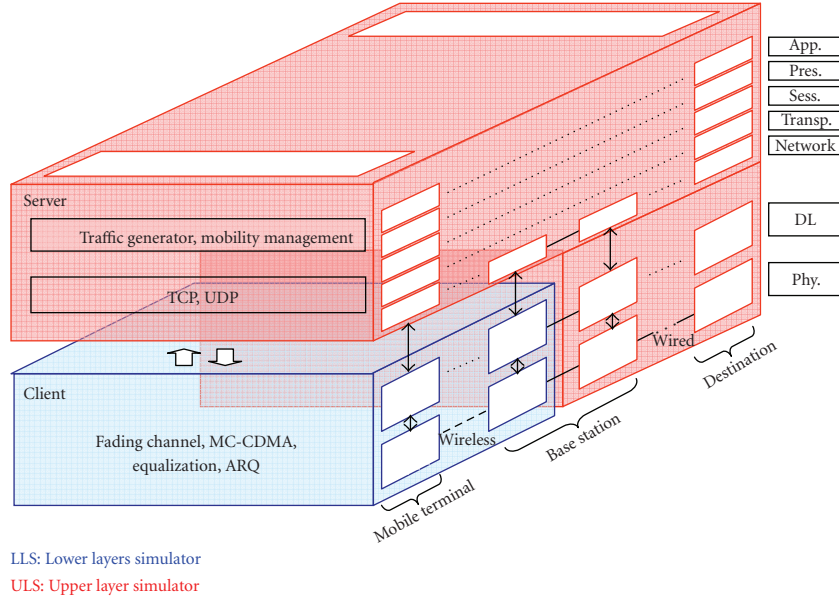 App.
Pres.
Sess.
Transp.
Network
DL
Phy.
Server
Traffic generator, mobility management
TCP, UDP
Client
Fading channel, MC-CDMA,
equalization, ARQ
Wireless
Wired
Mobile terminal
Base station
Destination
LLS: Lower layers simulator
ULS: Upper layer simulator